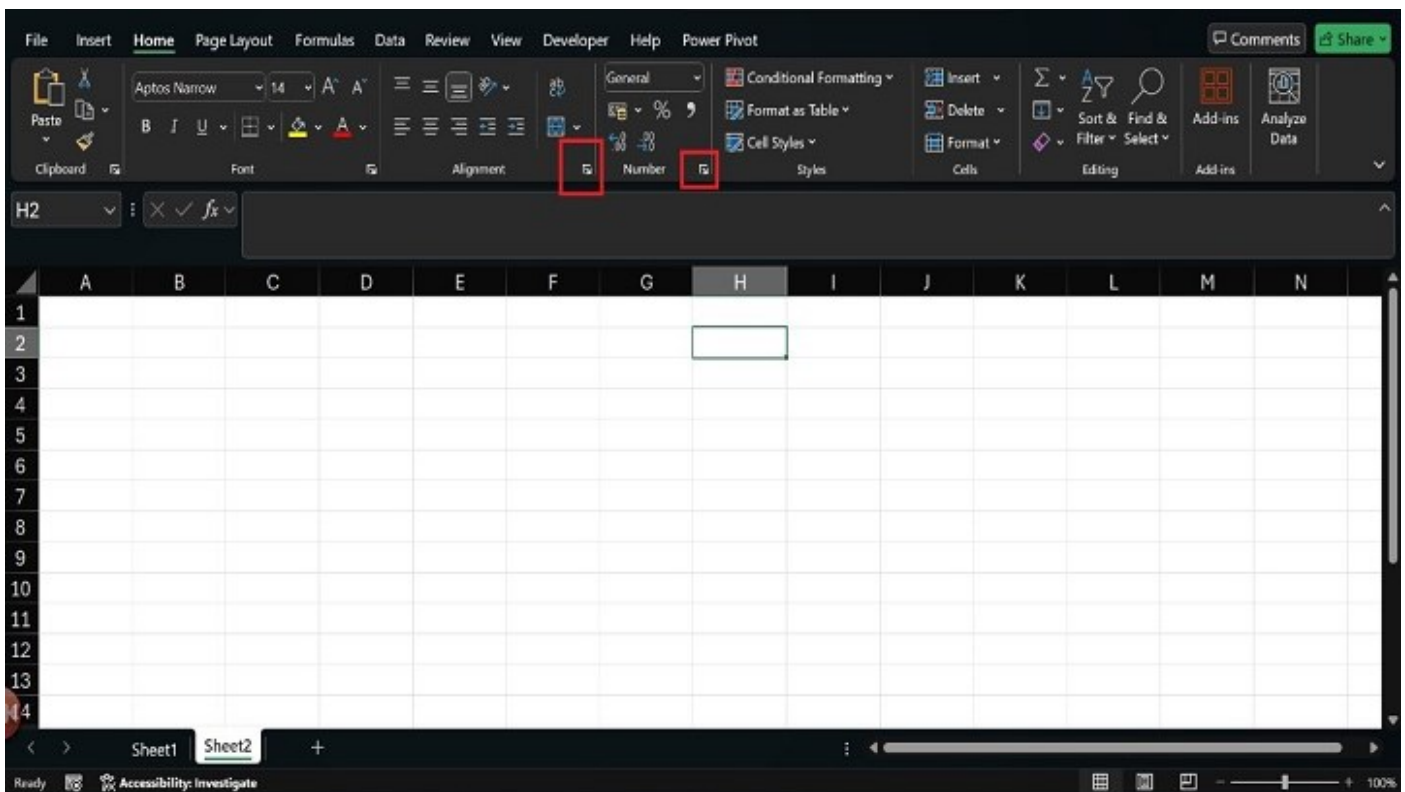 File Insert Home Page Layout Formulas Data Review View Developer Help Power Pivot Comments Share
Paste
Clipboard
Aptos Narrow 14 A A
B I U A
Font
ab
Alignment
General
% 9
Number
Conditional Formatting
Format as Table
Cell Styles
Styles
Insert
Delete
Format
Cells
Σ
Sort & Filter
Find & Select
Editing
Add-ins
Add-ins
Analyze Data
H2 fx
A B C D E F G H I J K L M N
1
2
3
4
5
6
7
8
9
10
11
12
13
14
Sheet1 Sheet2 +
Ready Accessibility: Investigate - + 100%